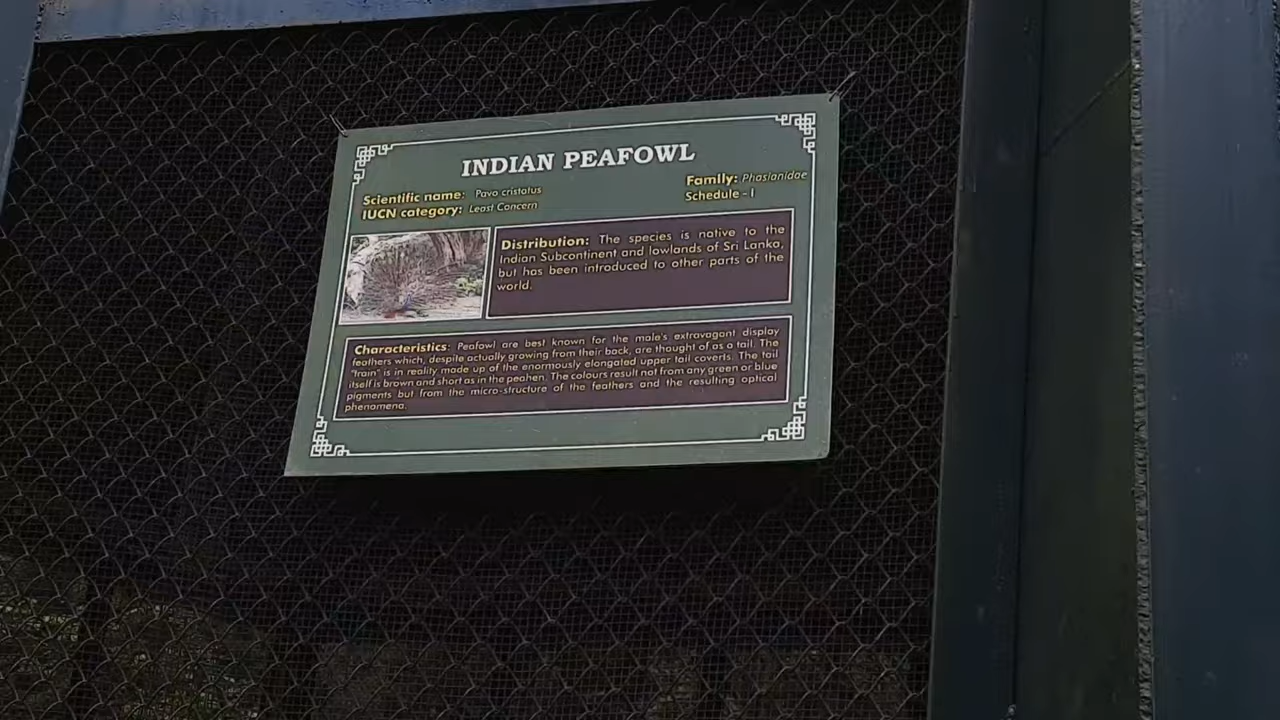 INDIAN PEAFOWL
Scientific name: Pavo cristatus
Family: Phasianidae
IUCN category: Least Concern
Schedule - I
Distribution: The species is native to the
Indian Subcontinent and lowlands of Sri Lanka,
but has been introduced to other parts of the
world.
Characteristics: Peafowl are best known for the male's extravagant display
feathers which, despite actually growing from their back, are thought of as a tail. The
"train" is in reality made up of the enormously elongated upper tail coverts. The tail
itself is brown and short as in the peahen. The colours result not from any green or blue
pigments but from the micro-structure of the feathers and the resulting optical
phenomena.